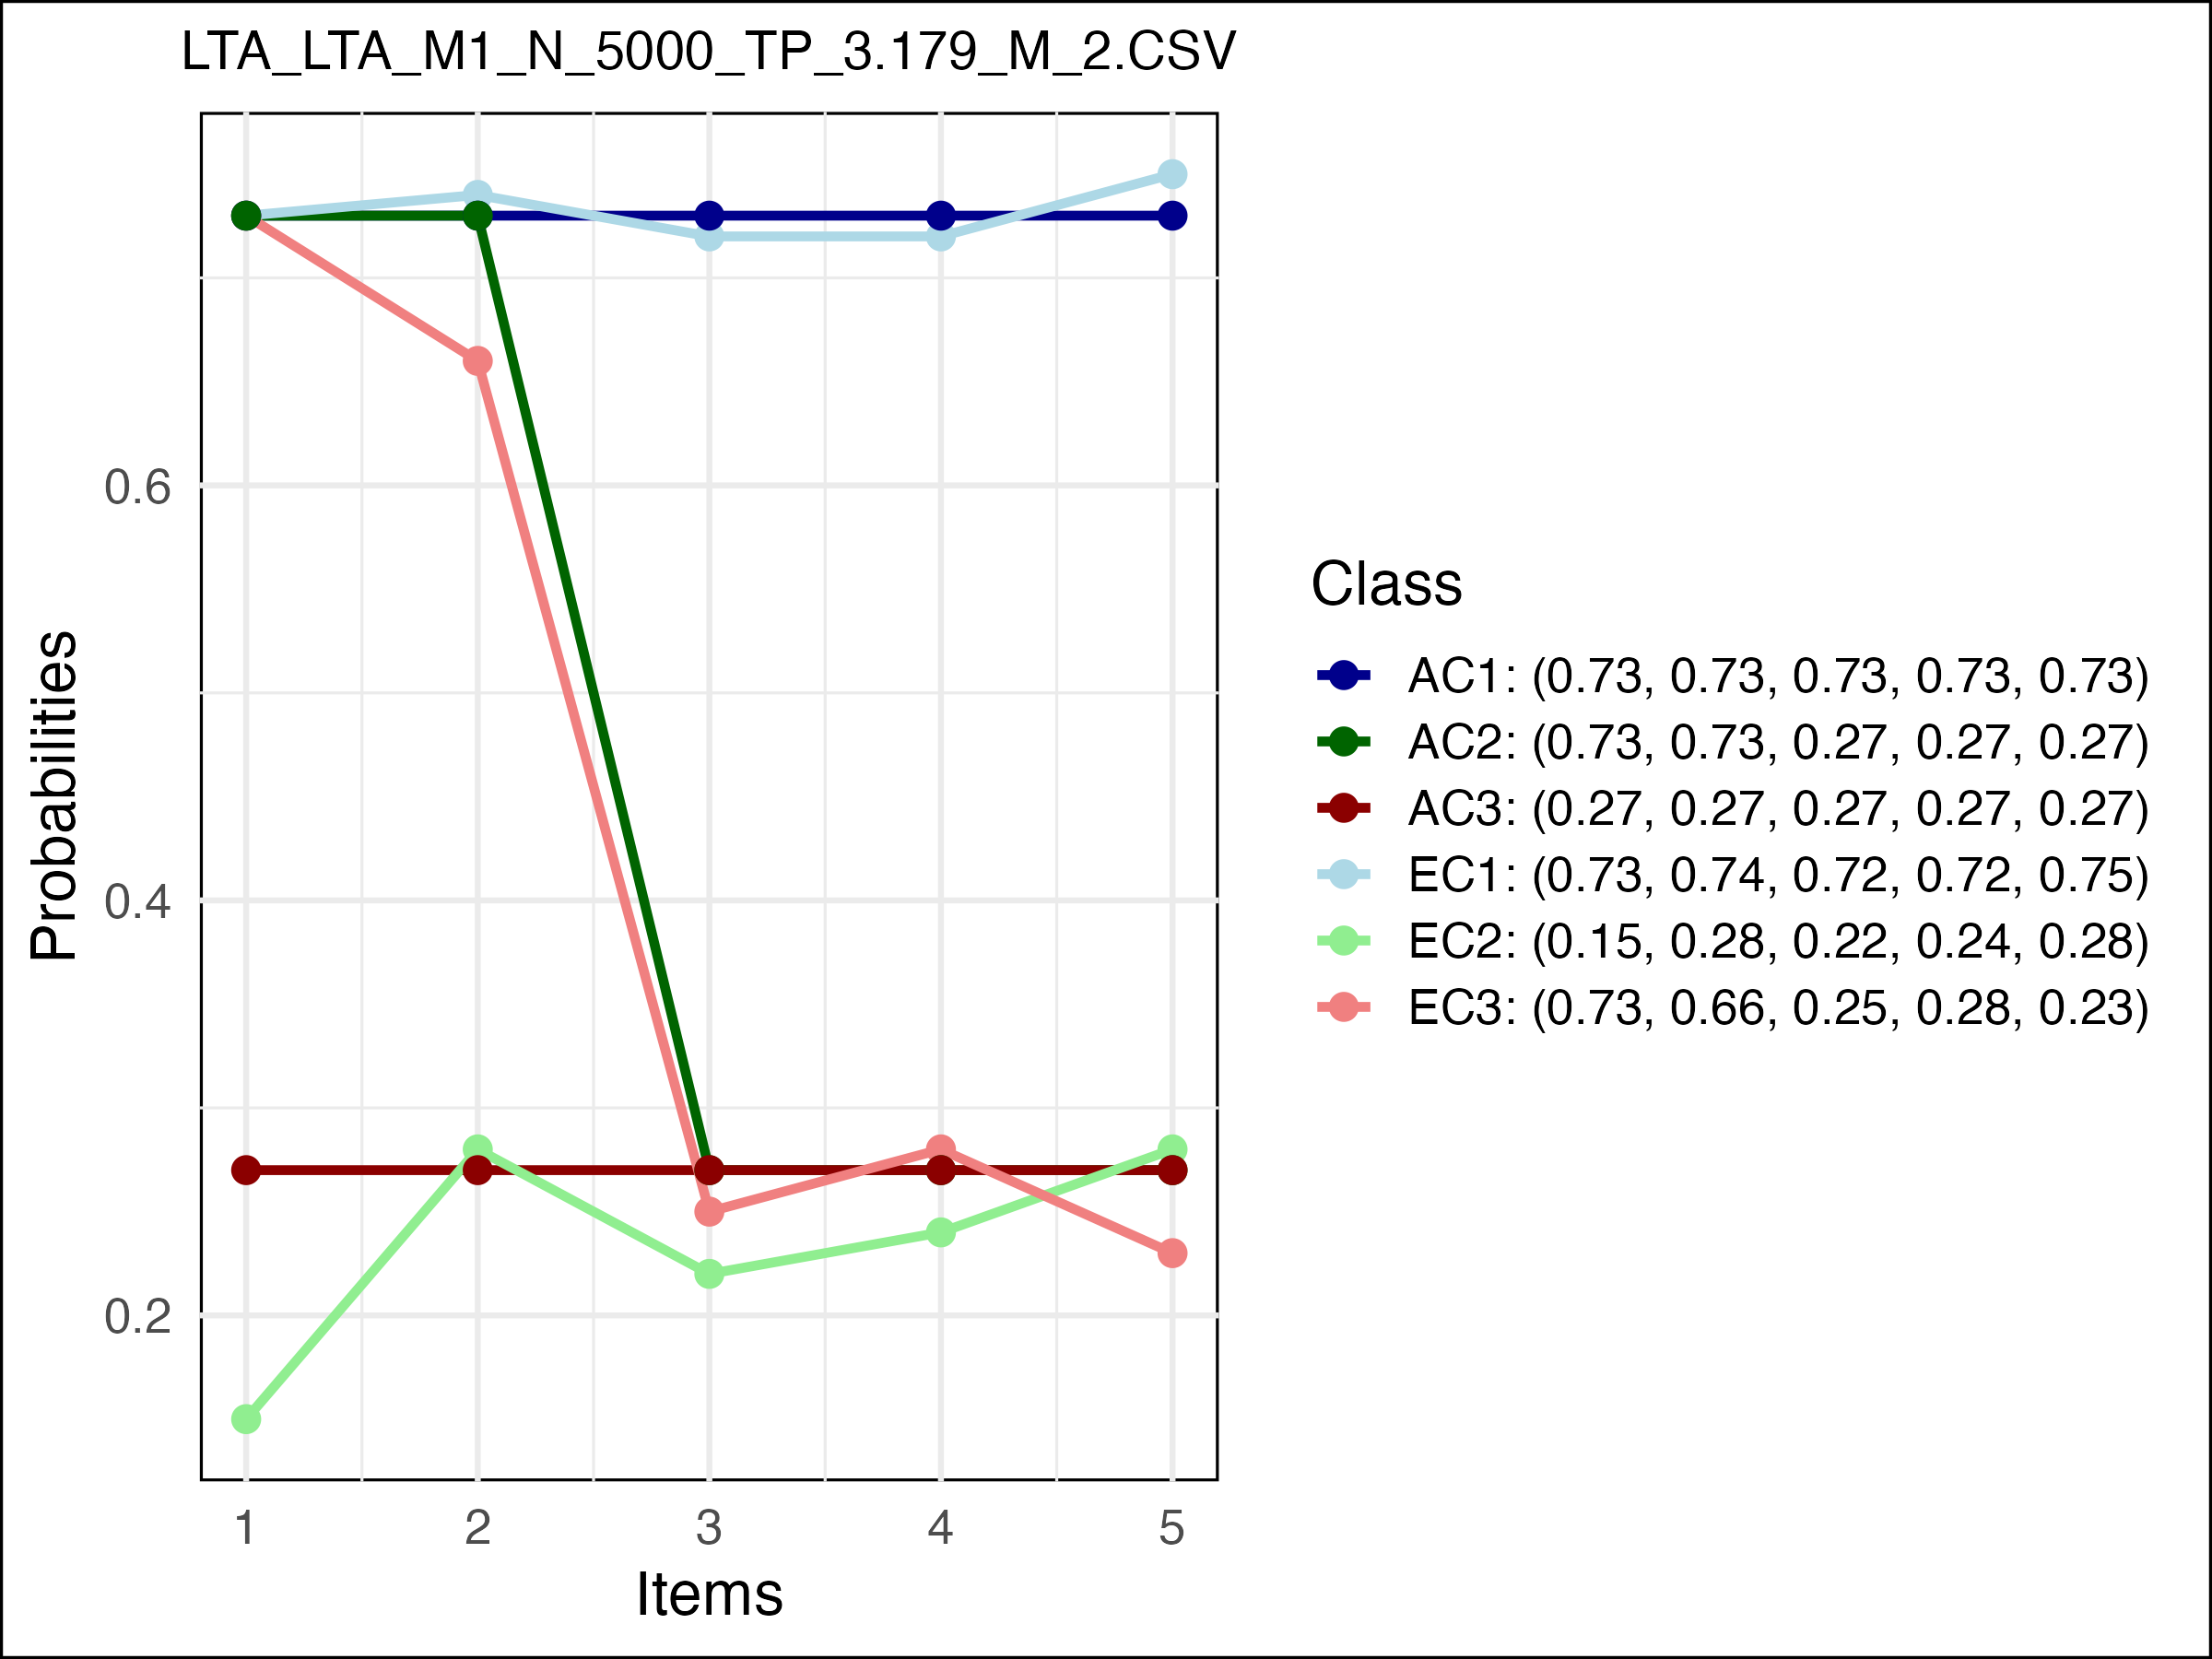 LTA_LTA_M1_N_5000_TP_3.179_M_2.CSV
Probabilities
0.6
0.4
0.2
1 2 3 4 5
Items
Class
AC1: (0.73, 0.73, 0.73, 0.73, 0.73)
AC2: (0.73, 0.73, 0.27, 0.27, 0.27)
AC3: (0.27, 0.27, 0.27, 0.27, 0.27)
EC1: (0.73, 0.74, 0.72, 0.72, 0.75)
EC2: (0.15, 0.28, 0.22, 0.24, 0.28)
EC3: (0.73, 0.66, 0.25, 0.28, 0.23)